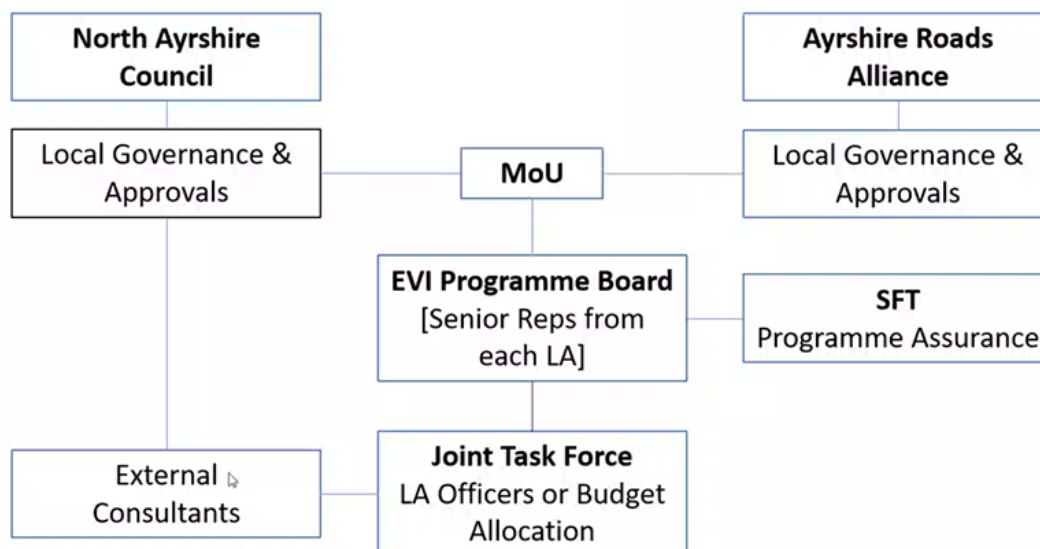 North Ayrshire
Council
Ayrshire Roads
Alliance
Local Governance &
Approvals
MoU
Local Governance &
Approvals
EVI Programme Board
[Senior Reps from
each LA]
SFT
Programme Assurance
External
Consultants
Joint Task Force
LA Officers or Budget
Allocation